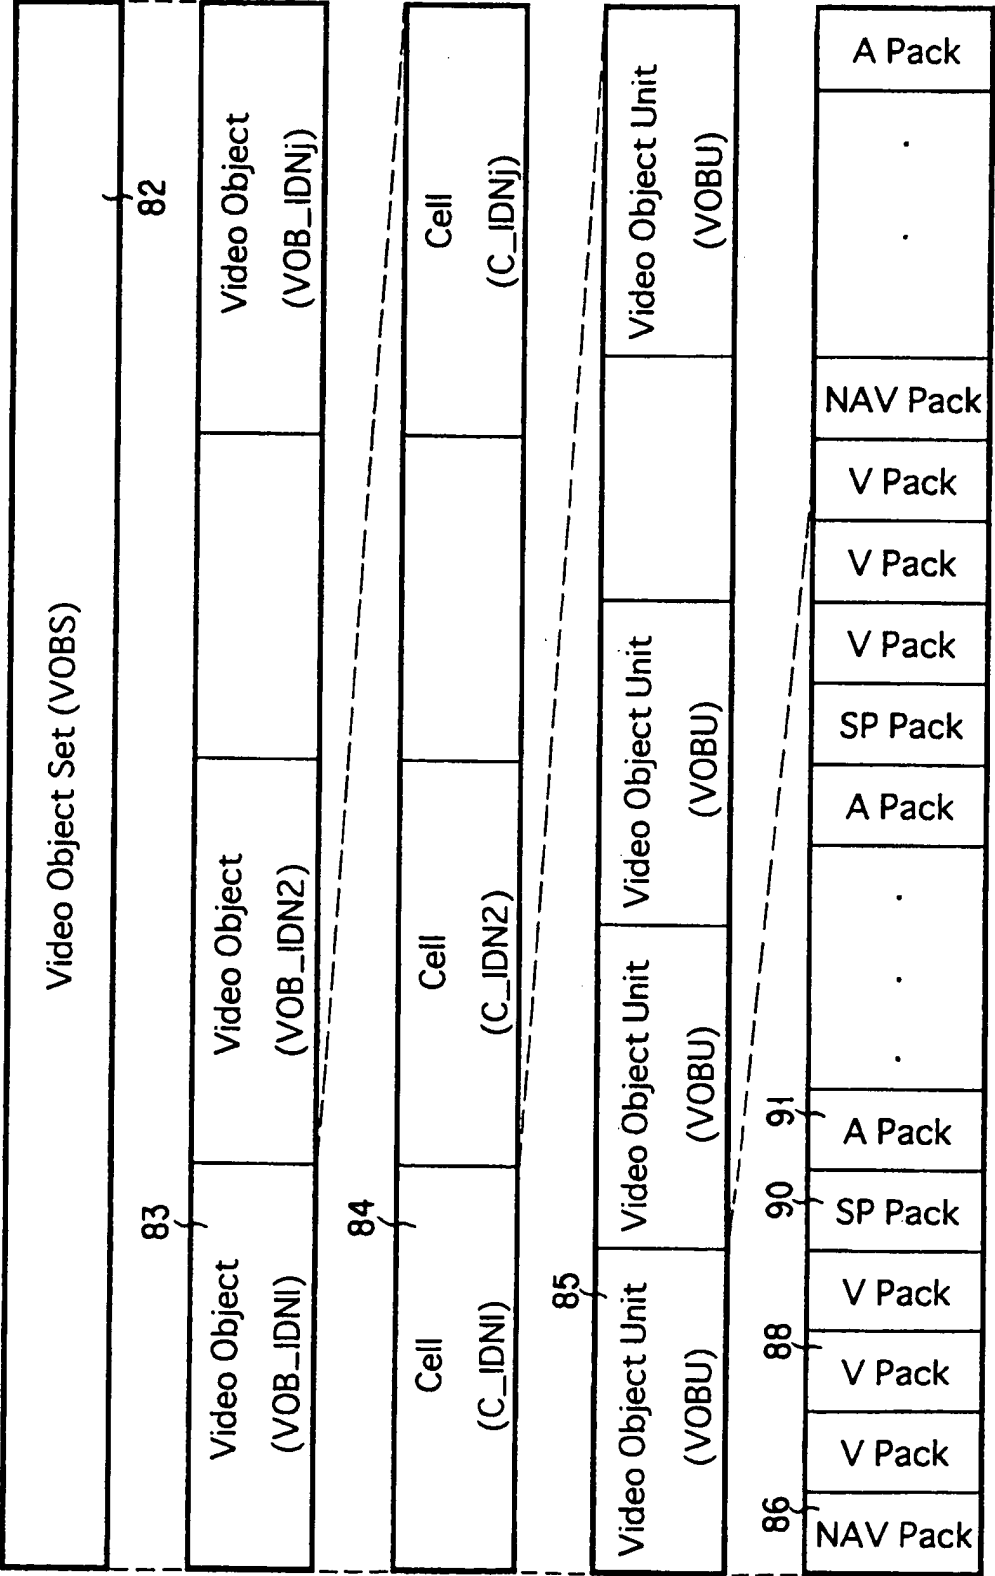 Video Object Set (VOBS)
82
83
Video Object
(VOB_IDN1)
Video Object
(VOB_IDN2)
Video Object
(VOB_IDNj)
84
Cell
(C_IDN1)
Cell
(C_IDN2)
Cell
(C_IDNj)
85
Video Object Unit
(VOBU)
Video Object Unit
(VOBU)
Video Object Unit
(VOBU)
Video Object Unit
(VOBU)
86
88
90
91
NAV Pack
V Pack
V Pack
V Pack
SP Pack
A Pack
.
.
.
A Pack
SP Pack
V Pack
V Pack
V Pack
NAV Pack
.
.
A Pack